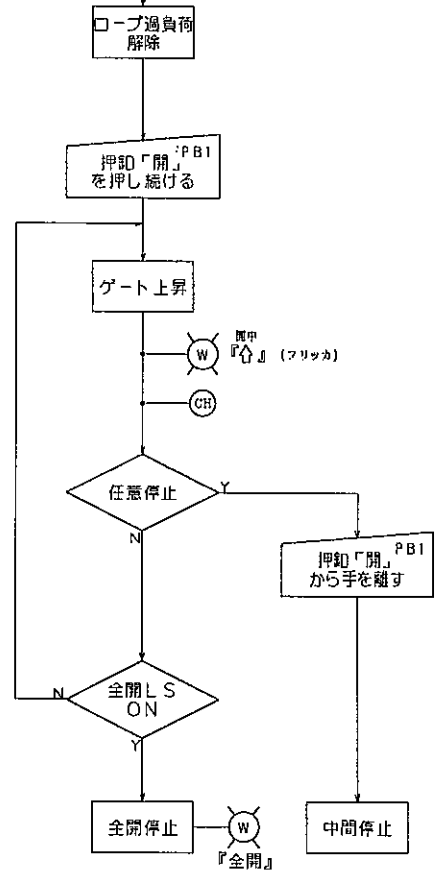 ロープ過負荷
解除
押釦「開」PB1
を押し続ける
ゲート上昇
W
開中
『⇧』(フリッカ)
CH
任意停止
Y
N
押釦「開」PB1
から手を離す
全開LS
ON
N
Y
全開停止
W
『全開』
中間停止